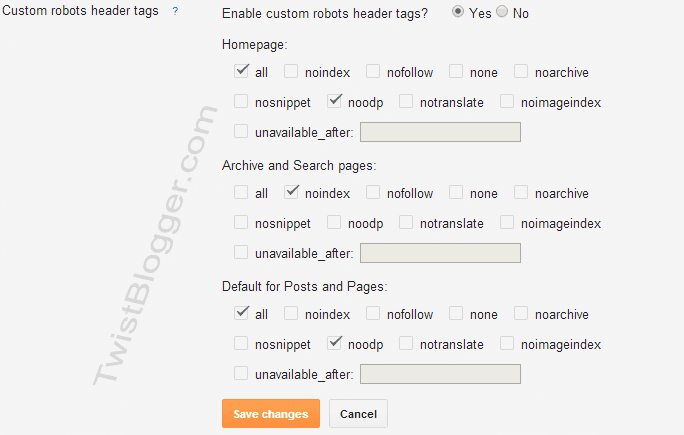 Custom robots header tags ? Enable custom robots header tags? Yes No
Homepage:
all noindex nofollow none noarchive
nosnippet noodp notranslate noimageindex
unavailable_after:
Archive and Search pages:
all noindex nofollow none noarchive
nosnippet noodp notranslate noimageindex
unavailable_after:
Default for Posts and Pages:
all noindex nofollow none noarchive
nosnippet noodp notranslate noimageindex
unavailable_after:
Save changes Cancel
TwistBlogger.com